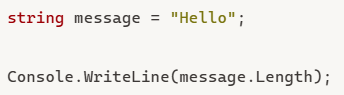 string message = "Hello";
Console.WriteLine(message.Length);